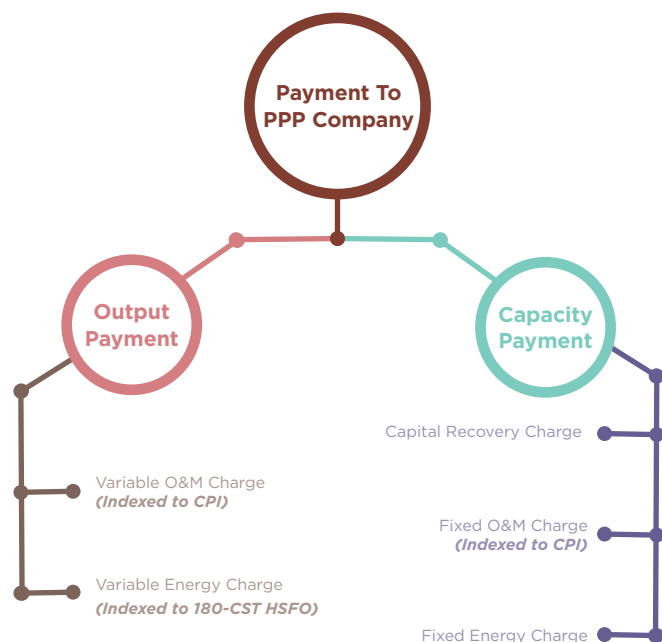 Payment To
PPP Company
Output
Payment
Capacity
Payment
Capital Recovery Charge
Variable O&M Charge
(Indexed to CPI)
Fixed O&M Charge
(Indexed to CPI)
Variable Energy Charge
(Indexed to 180-CST HSFO)
Fixed Energy Charge